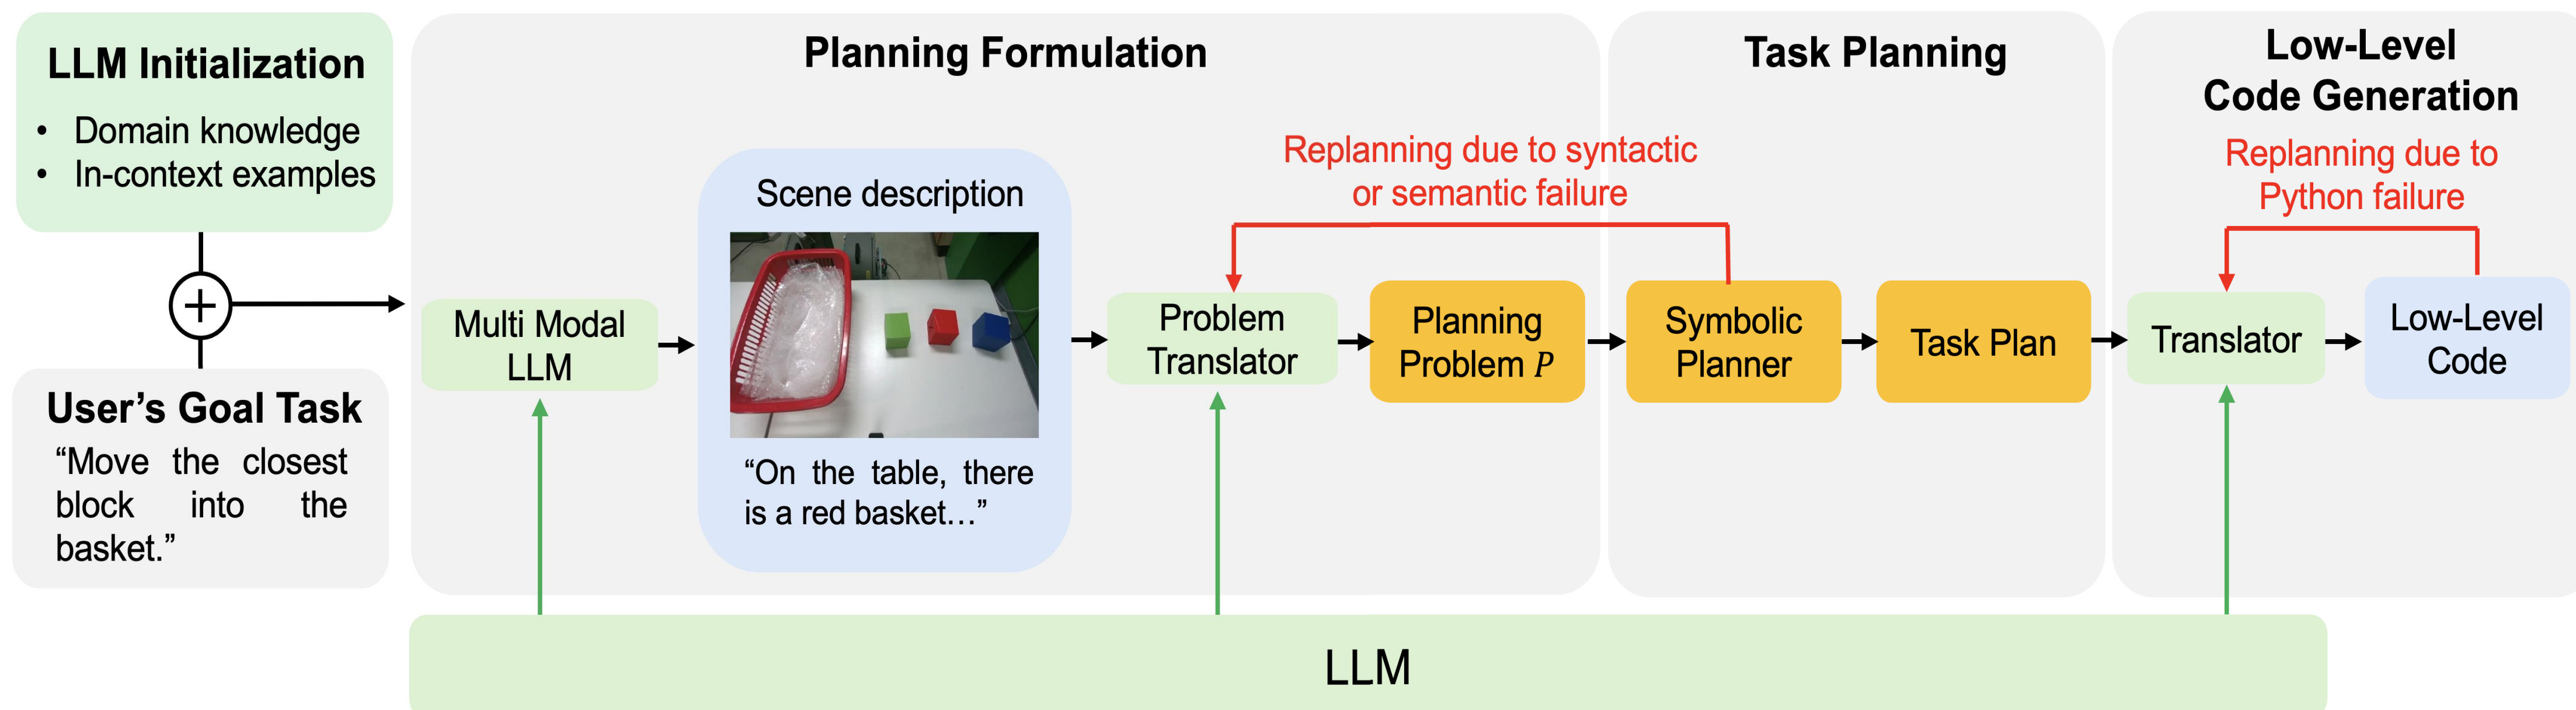 LLM Initialization
• Domain knowledge
• In-context examples
+
User’s Goal Task
“Move the closest
block into the
basket.”
Planning Formulation
Multi Modal
LLM
Scene description
“On the table, there
is a red basket…”
Replanning due to syntactic
or semantic failure
Problem
Translator
Planning
Problem P
Task Planning
Symbolic
Planner
Task Plan
Low-Level
Code Generation
Replanning due to
Python failure
Translator
Low-Level
Code
LLM